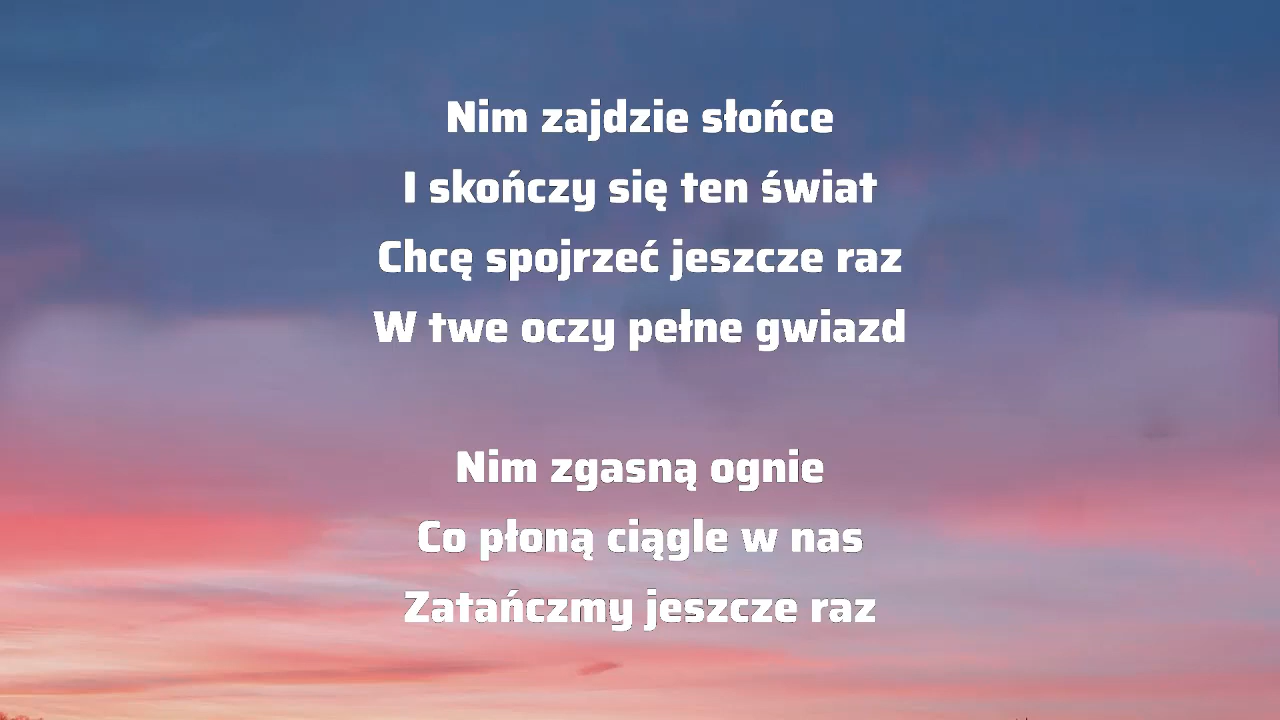 Nim zajdzie słońce
I skończy się ten świat
Chcę spojrzeć jeszcze raz
W twe oczy pełne gwiazd
Nim zgasną ognie
Co płoną ciągle w nas
Zatańczmy jeszcze raz